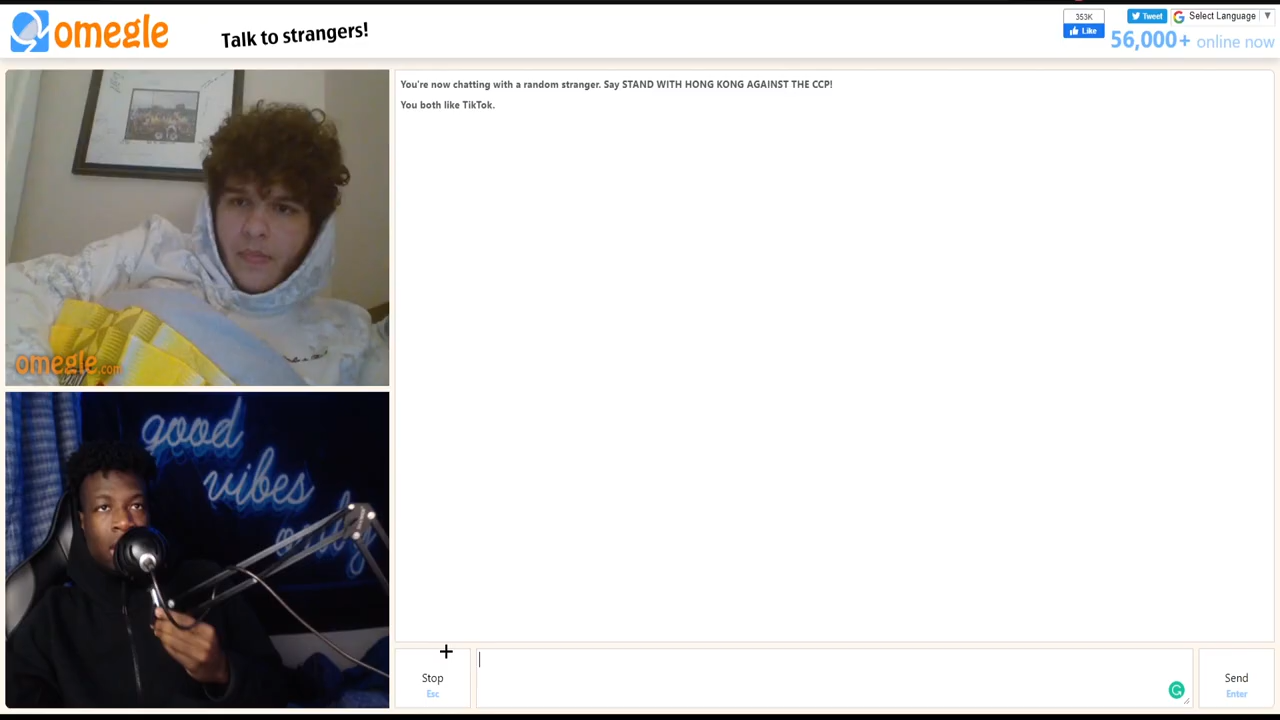 omegle
Talk to strangers!
353K
Like
Tweet
Select Language ▼
56,000+ online now
You're now chatting with a random stranger. Say STAND WITH HONG KONG AGAINST THE CCP!
You both like TikTok.
omegle.com
good
vibes
only
Stop
Esc
Send
Enter